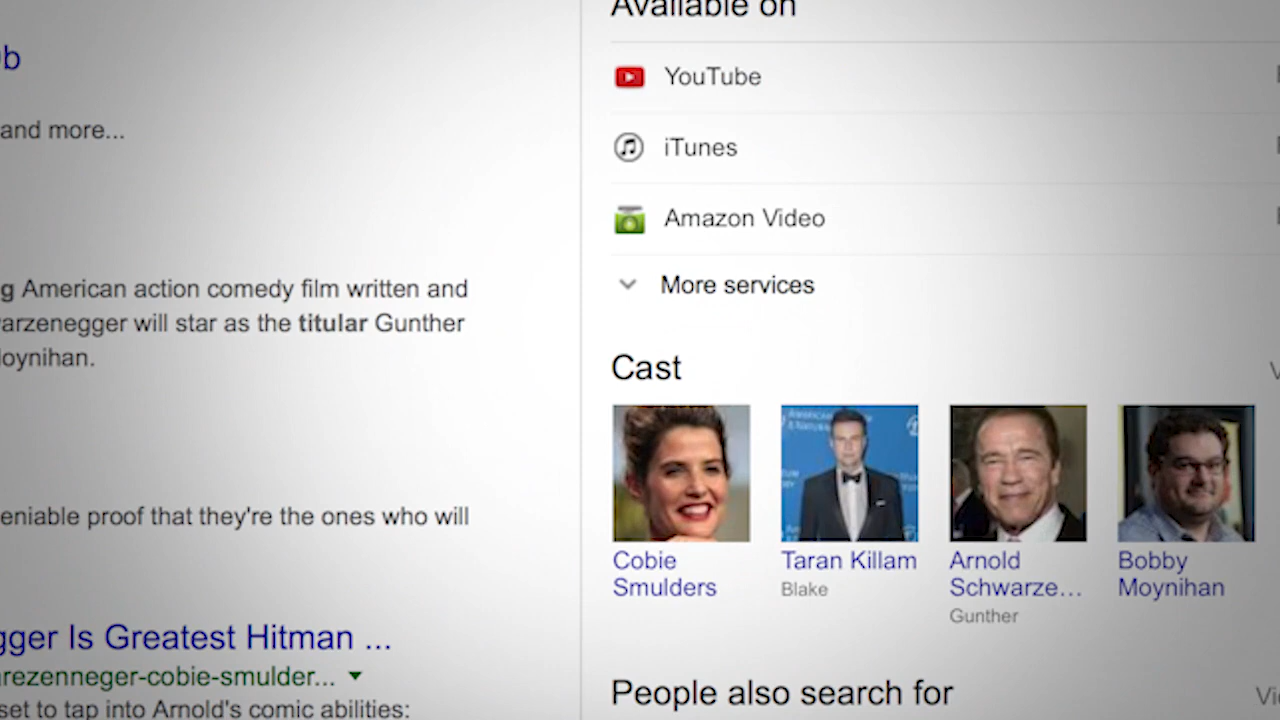 b
and more...
g American action comedy film written and
arzenegger will star as the titular Gunther
oynihan.
eniable proof that they're the ones who will
gger Is Greatest Hitman ...
rezenneger-cobie-smulder...
set to tap into Arnold's comic abilities:
Available on
YouTube
iTunes
Amazon Video
More services
Cast
Cobie
Smulders
Taran Killam
Blake
Arnold
Schwarze...
Gunther
Bobby
Moynihan
People also search for